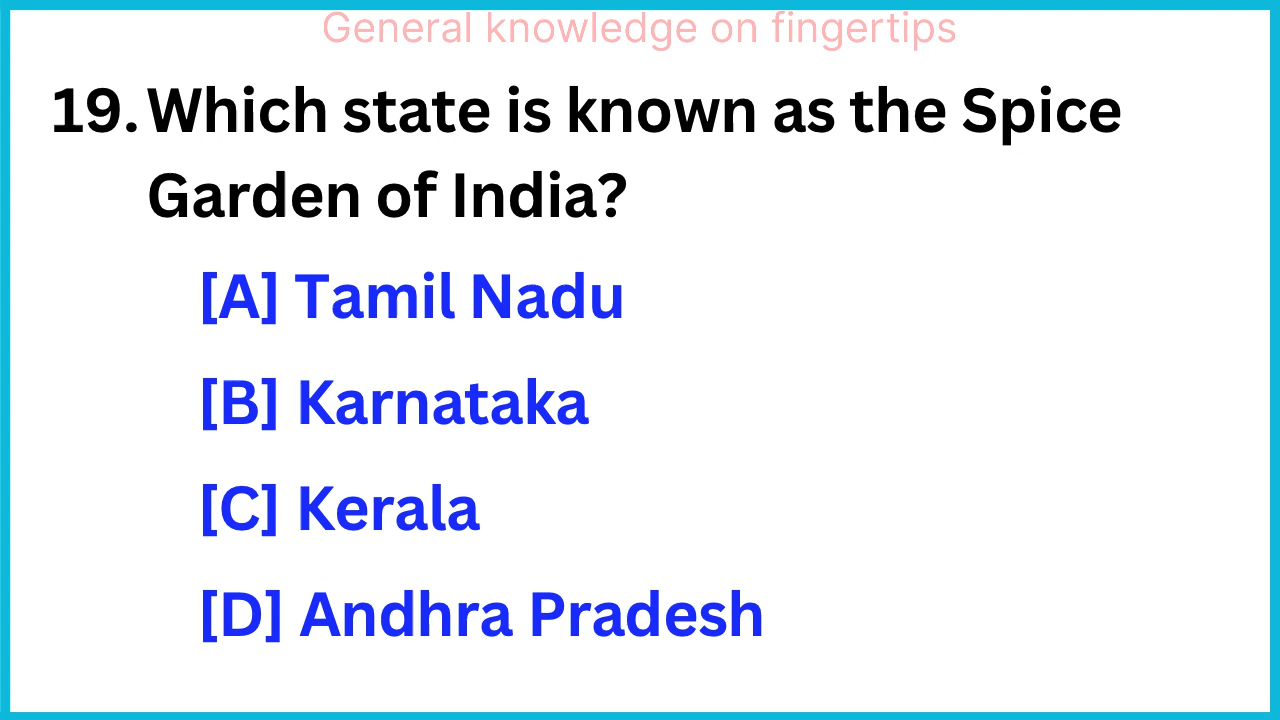 General knowledge on fingertips
19. Which state is known as the Spice
Garden of India?
[A] Tamil Nadu
[B] Karnataka
[C] Kerala
[D] Andhra Pradesh